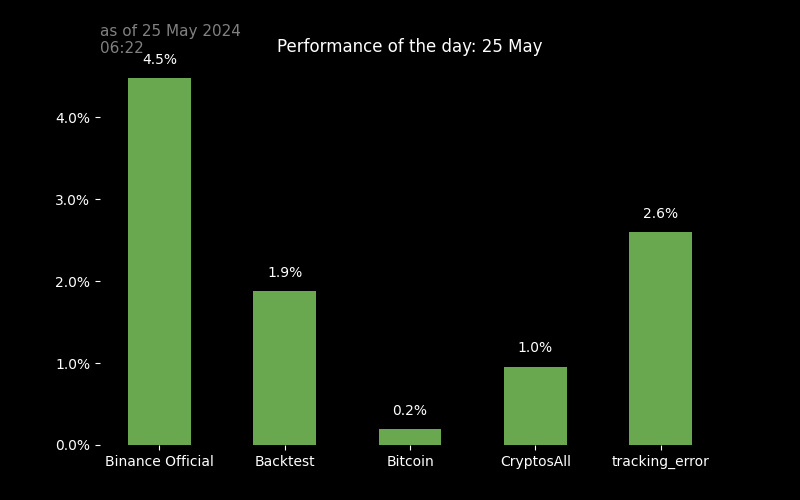 as of 25 May 2024
06:22
Performance of the day: 25 May
4.5%
1.9%
0.2%
1.0%
2.6%
4.0%
3.0%
2.0%
1.0%
0.0%
Binance Official
Backtest
Bitcoin
CryptosAll
tracking_error